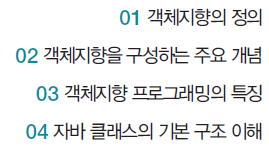 01 객체지향의 정의
02 객체지향을 구성하는 주요 개념
03 객체지향 프로그래밍의 특징
04 자바 클래스의 기본 구조 이해